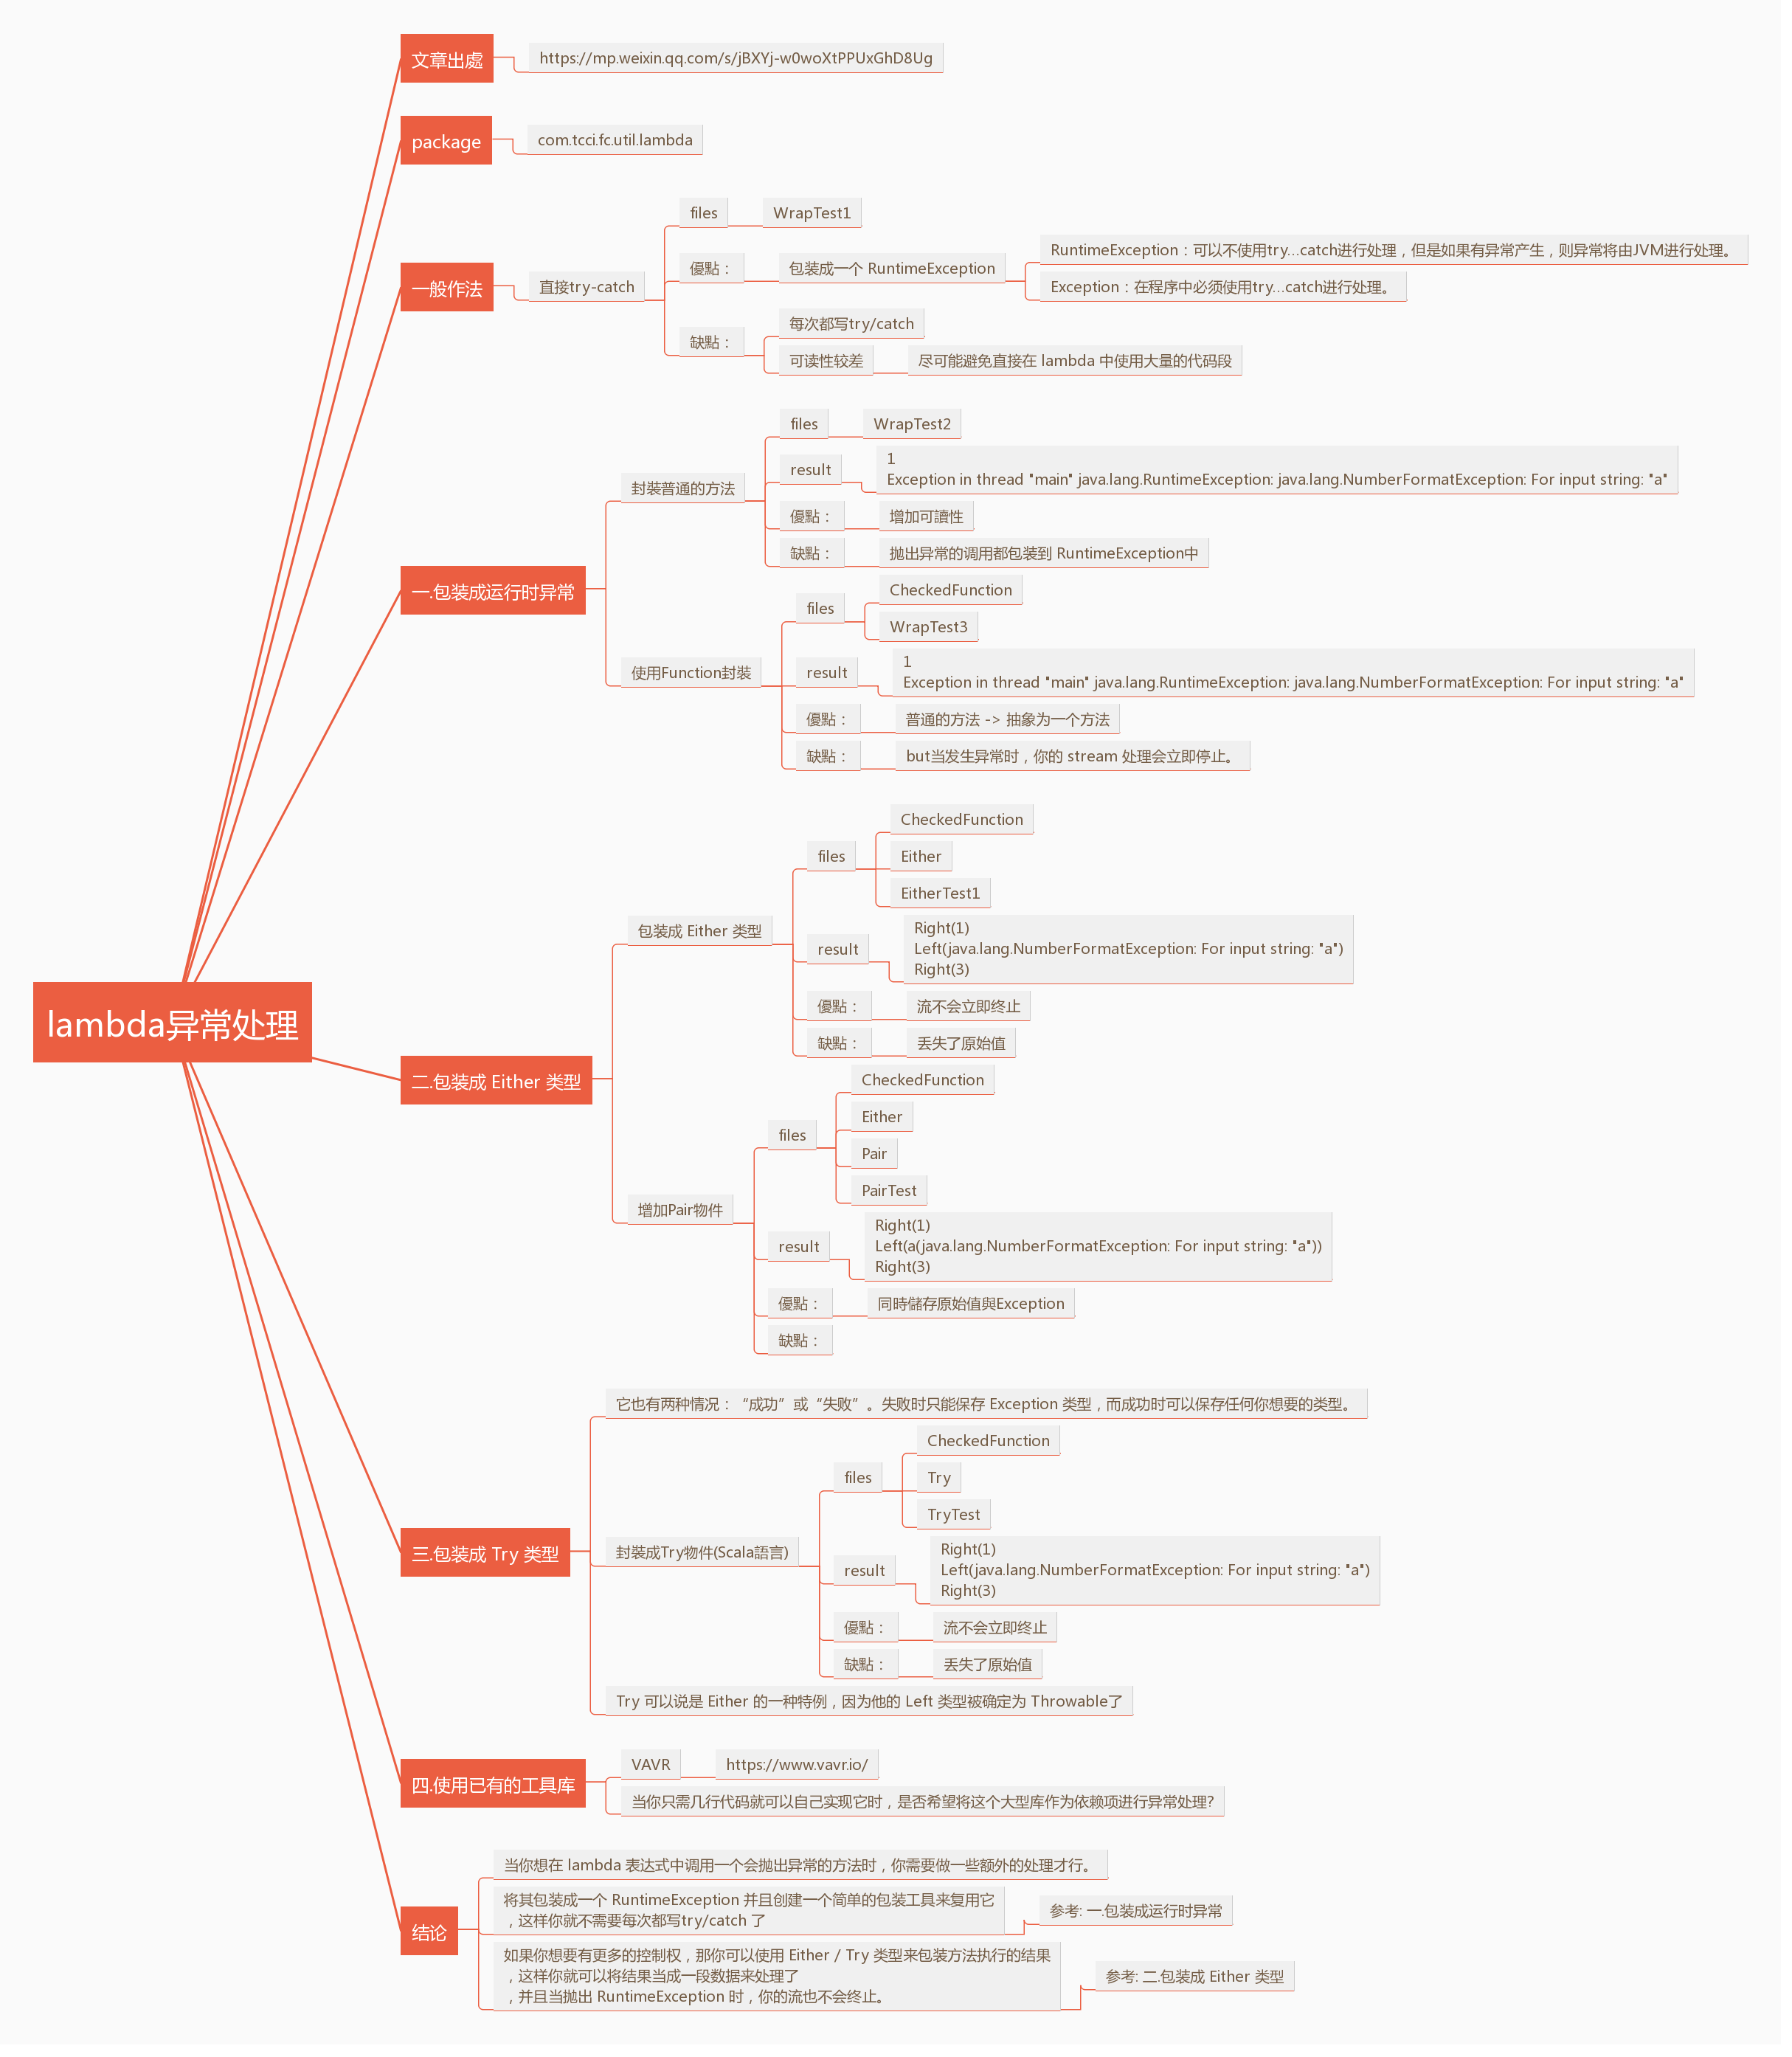 文章出處
https://mp.weixin.qq.com/s/jBXYj-w0woXtPPUxGhD8Ug
package
com.tcci.fc.util.lambda
一般作法
直接try-catch
files
WrapTest1
優點：
包装成一个 RuntimeException
RuntimeException：可以不使用try...catch进行处理，但是如果有异常产生，则异常将由JVM进行处理。
Exception：在程序中必须使用try...catch进行处理。
缺點：
每次都写try/catch
可读性较差
尽可能避免直接在 lambda 中使用大量的代码段
一.包装成运行时异常
封裝普通的方法
files
WrapTest2
result
1
Exception in thread "main" java.lang.RuntimeException: java.lang.NumberFormatException: For input string: "a"
優點：
增加可讀性
缺點：
抛出异常的调用都包装到 RuntimeException中
使用Function封裝
files
CheckedFunction
WrapTest3
result
1
Exception in thread "main" java.lang.RuntimeException: java.lang.NumberFormatException: For input string: "a"
優點：
普通的方法 -> 抽象为一个方法
缺點：
but当发生异常时，你的 stream 处理会立即停止。
lambda异常处理
二.包装成 Either 类型
包装成 Either 类型
files
CheckedFunction
Either
EitherTest1
result
Right(1)
Left(java.lang.NumberFormatException: For input string: "a")
Right(3)
優點：
流不会立即终止
缺點：
丢失了原始值
增加Pair物件
files
CheckedFunction
Either
Pair
PairTest
result
Right(1)
Left(a(java.lang.NumberFormatException: For input string: "a"))
Right(3)
優點：
同時儲存原始值與Exception
缺點：
三.包装成 Try 类型
它也有两种情况：“成功”或“失败”。失败时只能保存 Exception 类型，而成功时可以保存任何你想要的类型。
封裝成Try物件(Scala語言)
files
CheckedFunction
Try
TryTest
result
Right(1)
Left(java.lang.NumberFormatException: For input string: "a")
Right(3)
優點：
流不会立即终止
缺點：
丢失了原始值
Try 可以说是 Either 的一种特例，因为他的 Left 类型被确定为 Throwable了
四.使用已有的工具库
VAVR
https://www.vavr.io/
当你只需几行代码就可以自己实现它时，是否希望将这个大型库作为依赖项进行异常处理?
结论
当你想在 lambda 表达式中调用一个会抛出异常的方法时，你需要做一些额外的处理才行。
将其包装成一个 RuntimeException 并且创建一个简单的包装工具来复用它
，这样你就不需要每次都写try/catch 了
参考: 一.包装成运行时异常
如果你想要有更多的控制权，那你可以使用 Either / Try 类型来包装方法执行的结果
，这样你就可以将结果当成一段数据来处理了
，并且当抛出 RuntimeException 时，你的流也不会终止。
参考: 二.包装成 Either 类型